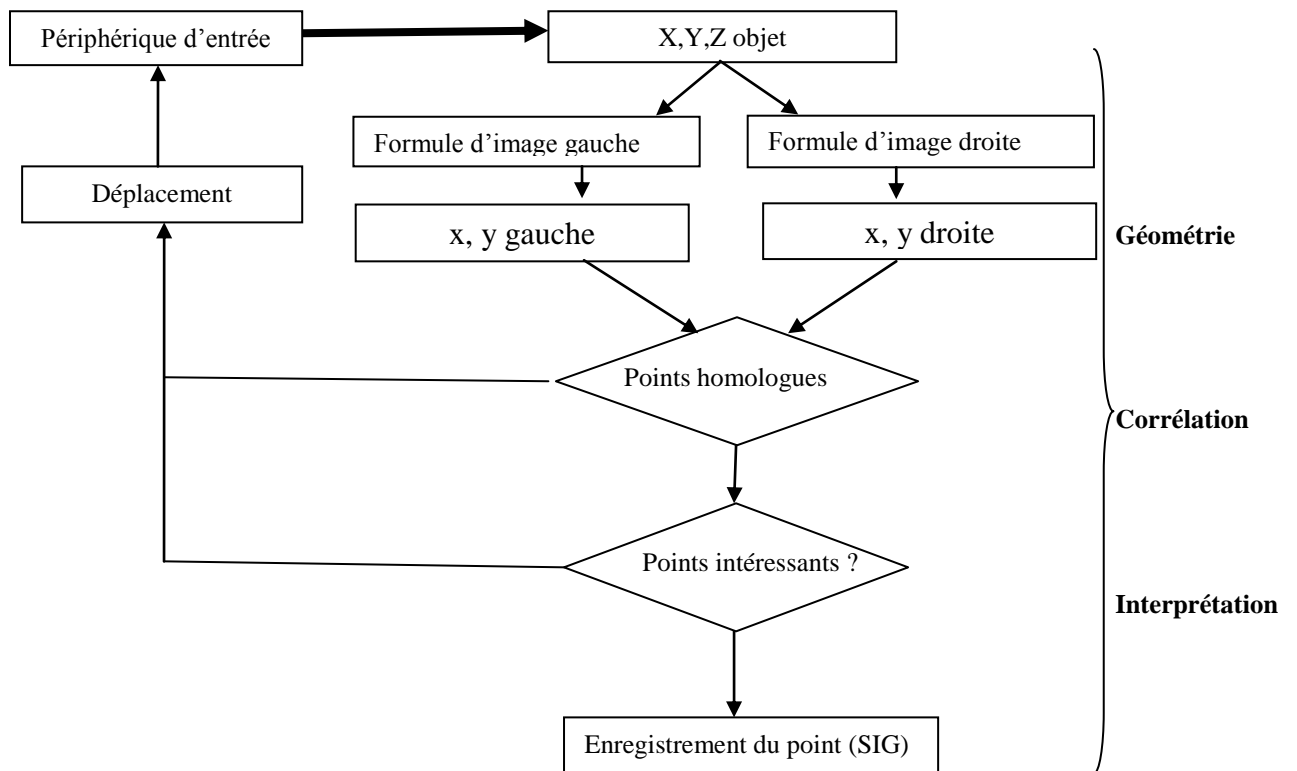 Périphérique d'entrée
X,Y,Z objet
Formule d'image gauche
Formule d'image droite
Déplacement
x, y gauche
x, y droite
Géométrie
Points homologues
Corrélation
Points intéressants ?
Interprétation
Enregistrement du point (SIG)